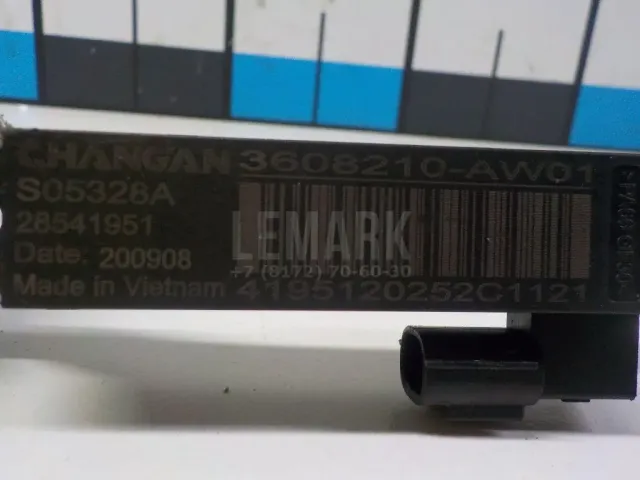 CHANGAN 3608210-AW01
S05328A
28541951
Date: 200908
Made in Vietnam 4195120252C1121
LEMARK
+7 (8172) 70-60-30